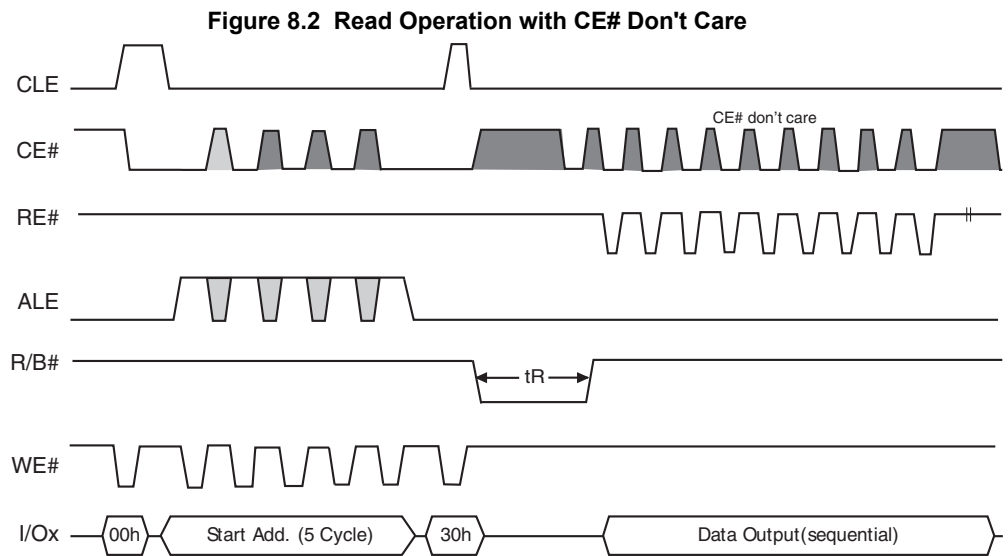 Figure 8.2 Read Operation with CE# Don't Care
CLE
CE#
CE# don't care
RE#
ALE
R/B#
tR
WE#
I/Ox
00h
Start Add. (5 Cycle)
30h
Data Output(sequential)